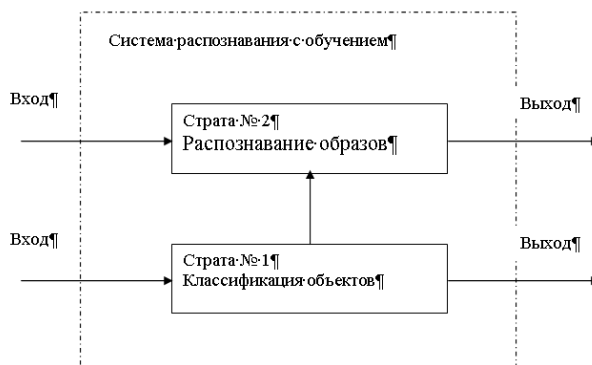 Система·распознавания·с·обучением¶
Вход¶
Выход¶
Страта·№·2¶
Распознавание·образов¶
Вход¶
Выход¶
Страта·№·1¶
Классификация·объектов¶